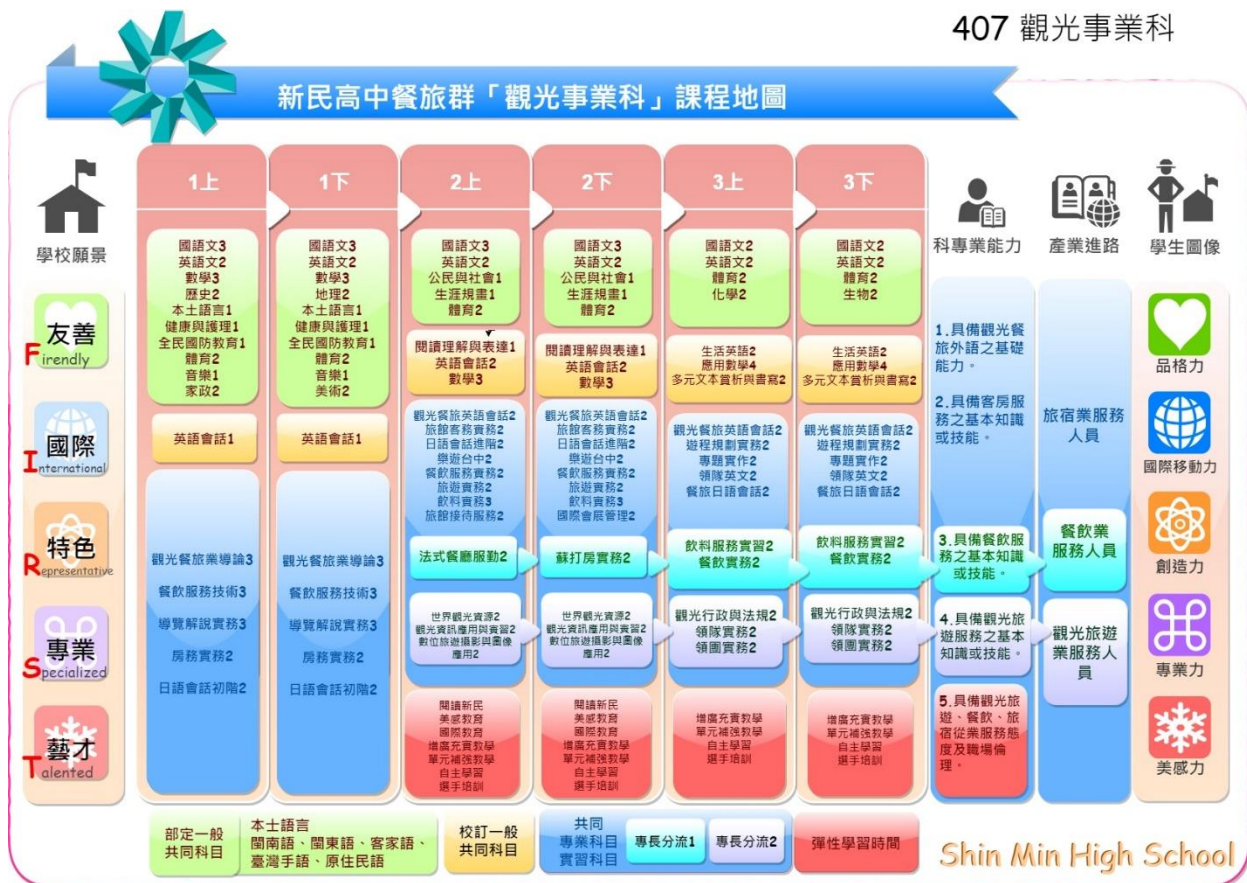 407 觀光事業科
新民高中餐旅群「觀光事業科」課程地圖
學校願景
友善
Firendly
國際
International
特色
Representative
專業
Specialized
藝才
Talented
1上
國語文3
英語文2
數學3
歷史2
本土語言1
健康與護理1
全民國防教育1
體育2
音樂1
家政2
英語會話1
觀光餐旅業導論3
餐飲服務技術3
導覽解說實務3
房務實務2
日語會話初階2
1下
國語文3
英語文2
數學3
地理2
本土語言1
健康與護理1
全民國防教育1
體育2
音樂1
美術2
英語會話1
觀光餐旅業導論3
餐飲服務技術3
導覽解說實務3
房務實務2
日語會話初階2
2上
國語文3
英語文2
公民與社會1
生涯規畫1
體育2
閱讀理解與表達1
英語會話2
數學3
觀光餐旅英語會話2
旅館客務實務2
日語會話進階2
樂遊台中2
餐飲服務實務2
旅遊實務2
飲料實務3
旅館接待服務2
法式餐廳服勤2
世界觀光資源2
觀光資訊應用與實習2
數位旅遊攝影與圖像
應用2
閱讀新民
美感教育
國際教育
增廣充實教學
單元補強教學
自主學習
選手培訓
2下
國語文3
英語文2
公民與社會1
生涯規畫1
體育2
閱讀理解與表達1
英語會話2
數學3
觀光餐旅英語會話2
旅館客務實務2
日語會話進階2
樂遊台中2
餐飲服務實務2
旅遊實務2
飲料實務3
國際會展管理2
蘇打房實務2
世界觀光資源2
觀光資訊應用與實習2
數位旅遊攝影與圖像
應用2
閱讀新民
美感教育
國際教育
增廣充實教學
單元補強教學
自主學習
選手培訓
3上
國語文2
英語文2
體育2
化學2
生活英語2
應用數學4
多元文本賞析與書寫2
觀光餐旅英語會話2
遊程規劃實務2
專題實作2
領隊英文2
餐旅日語會話2
飲料服務實習2
餐飲實務2
觀光行政與法規2
領隊實務2
領團實務2
增廣充實教學
單元補強教學
自主學習
選手培訓
3下
國語文2
英語文2
體育2
生物2
生活英語2
應用數學4
多元文本賞析與書寫2
觀光餐旅英語會話2
遊程規劃實務2
專題實作2
領隊英文2
餐旅日語會話2
飲料服務實習2
餐飲實務2
觀光行政與法規2
領隊實務2
領團實務2
增廣充實教學
單元補強教學
自主學習
選手培訓
科專業能力
1.具備觀光餐
旅外語之基礎
能力。
2.具備客房服
務之基本知識
或技能。
3.具備餐飲服
務之基本知識
或技能。
4.具備觀光旅
遊服務之基本
知識或技能。
5.具備觀光旅
遊、餐飲、旅
宿從業服務態
度及職場倫
理。
產業進路
旅宿業服務
人員
餐飲業
服務人員
觀光旅遊
業服務人
員
學生圖像
品格力
國際移動力
創造力
專業力
美感力
部定一般
共同科目
本土語言
閩南語、閩東語、客家語、
臺灣手語、原住民語
校訂一般
共同科目
共同
專業科目
實習科目
專長分流1
專長分流2
彈性學習時間
Shin Min High School